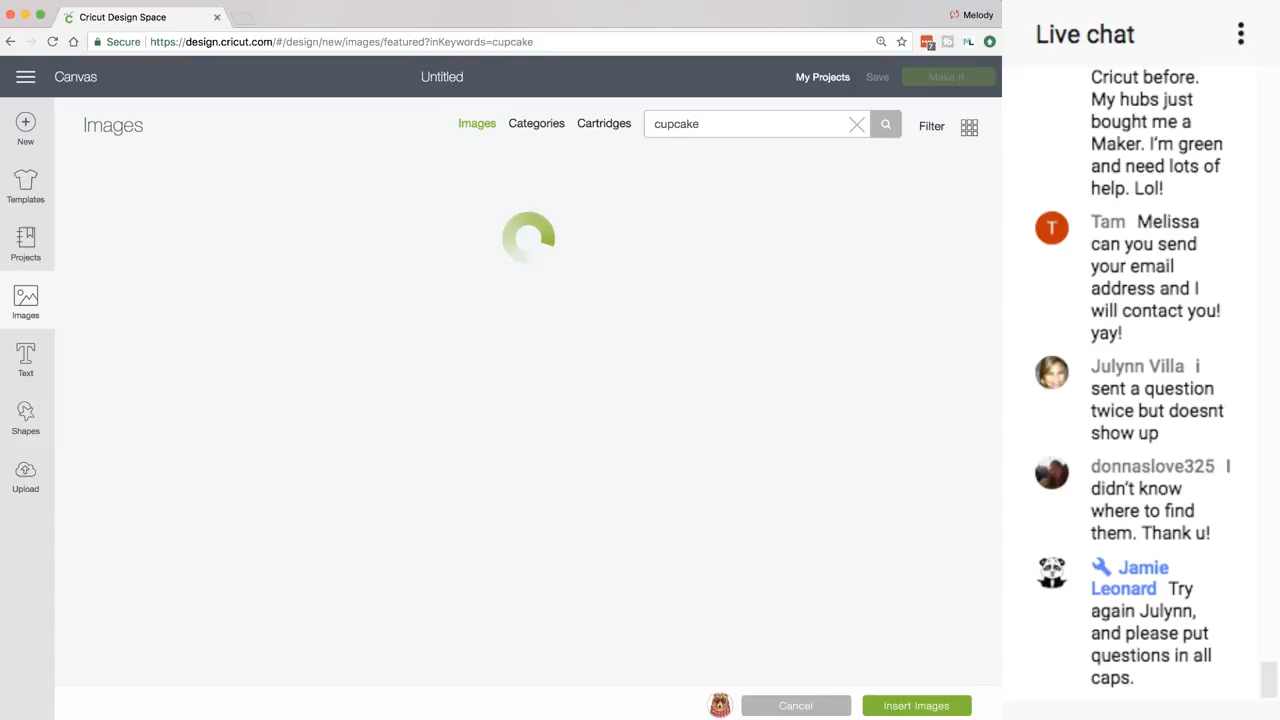 Cricut Design Space
Melody
Secure
https://design.cricut.com/#/design/new/images/featured?inKeywords=cupcake
7
Canvas
Untitled
My Projects
Save
Make It
New
Templates
Projects
Images
Text
Shapes
Upload
Images
Images
Categories
Cartridges
cupcake
Filter
Cancel
Insert Images
Live chat
Cricut before.
My hubs just
bought me a
Maker. I'm green
and need lots of
help. Lol!
T
Tam Melissa
can you send
your email
address and I
will contact you!
yay!
Julynn Villa i
sent a question
twice but doesnt
show up
donnaslove325 I
didn't know
where to find
them. Thank u!
Jamie
Leonard Try
again Julynn,
and please put
questions in all
caps.